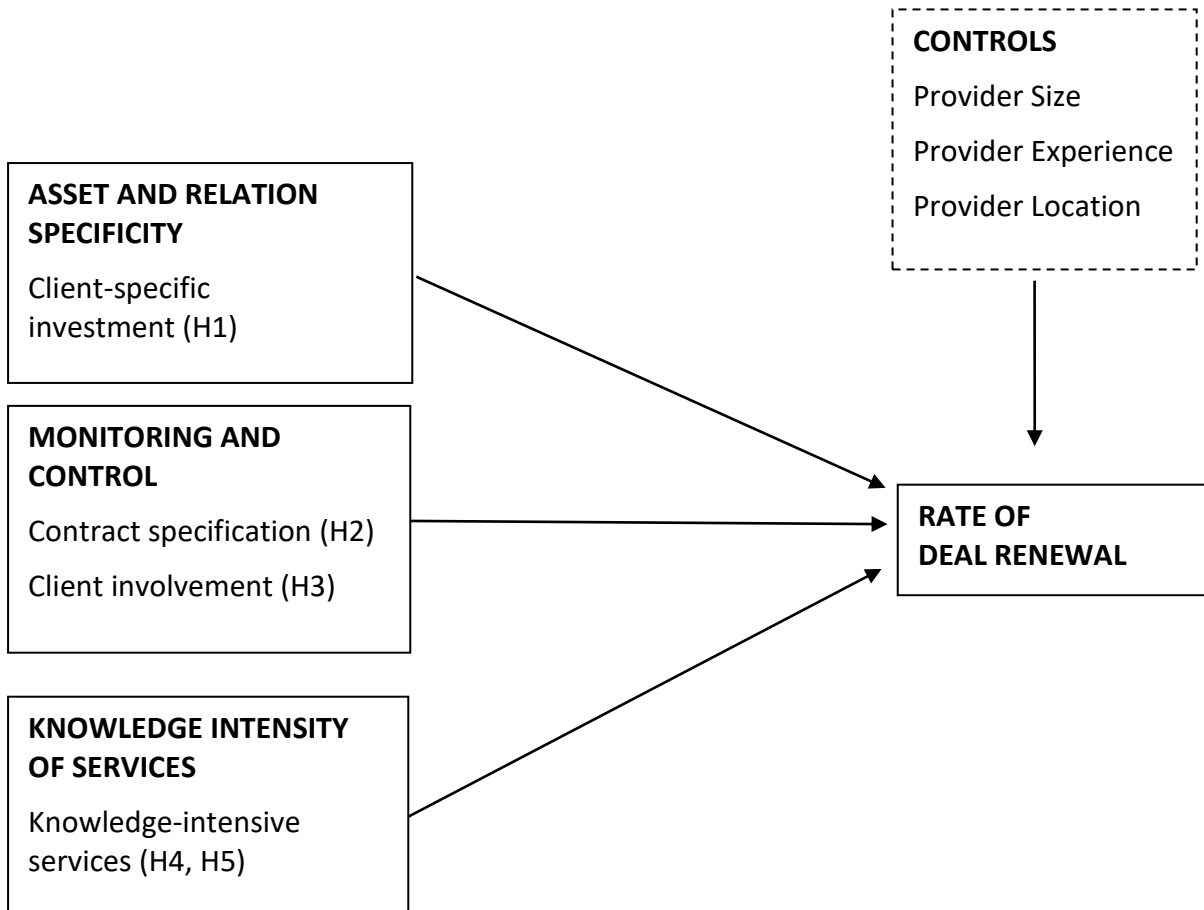 CONTROLS
Provider Size
Provider Experience
Provider Location
ASSET AND RELATION
SPECIFICITY
Client-specific
investment (H1)
MONITORING AND
CONTROL
Contract specification (H2)
Client involvement (H3)
KNOWLEDGE INTENSITY
OF SERVICES
Knowledge-intensive
services (H4, H5)
RATE OF
DEAL RENEWAL